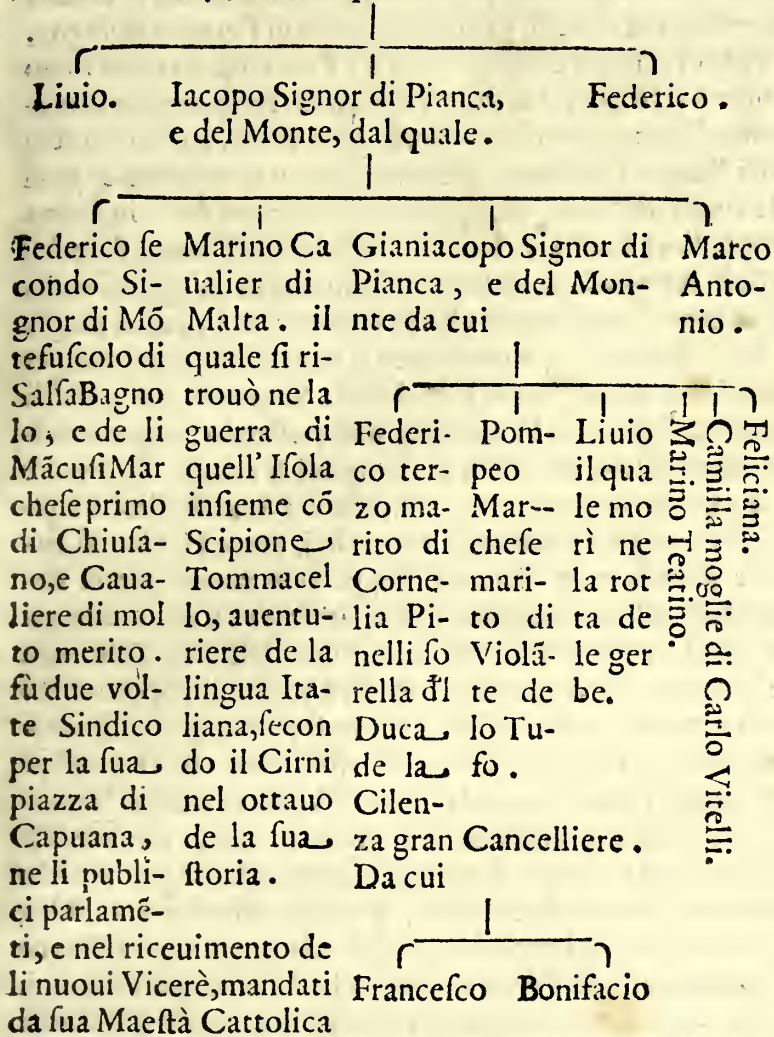 Liuio.
Iacopo Signor di Pianca,
e del Monte, dal quale.
Federico.
Federico ſe
condo Si-
gnor di Mõ
tefuſcolo di
SalſaBagno
lo, e de li
MãcuſiMar
cheſe primo
di Chiuſa-
no, e Caua-
liere di mol
to merito.
fù due vol-
te Sindico
per la ſua
piazza di
Capuana,
ne li publi-
ci parlamẽ-
ti, e nel riceuimento de
li nuoui Vicerè, mandati
da ſua Maeſtà Cattolica
Marino Ca
ualier di
Malta. il
quale ſi ri-
trouò ne la
guerra di
quell' Iſola
inſieme cõ
Scipione
Tommacel
lo, auentu-
riere de la
lingua Ita-
liana, ſecon
do il Cirni
nel ottauo
de la ſua
ſtoria.
Gianiacopo Signor di
Pianca, e del Mon-
nte da cui
Marco
Anto-
nio.
Federi-
co ter-
zo ma-
rito di
Corne-
lia Pi-
nelli ſo
rella d'l
Duca
de la
Cilen-
za gran Cancelliere.
Da cui
Pom-
peo
Mar--
cheſe
mari-
to di
Violã-
te de
lo Tu-
fo.
Liuio
il qua
le mo
rì ne
la rot
ta de
le ger
be.
Marino Teatino.
Camilla moglie di Carlo Vitelli.
Feliciana.
Franceſco
Bonifacio